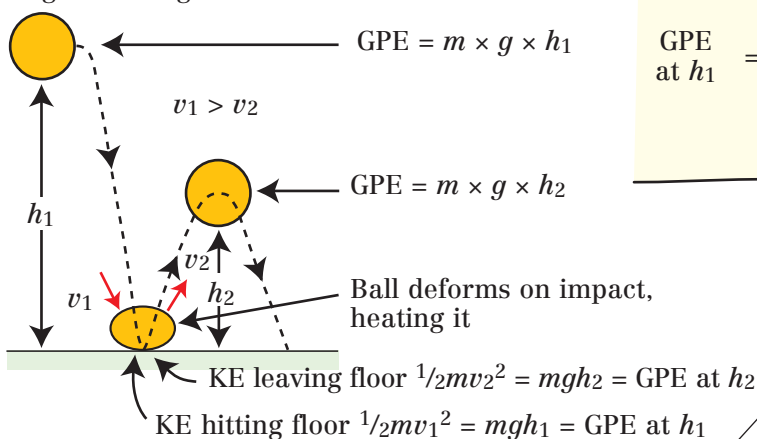 GPE = m × g × h₁
GPE
at h₁ =
v₁ > v₂
GPE = m × g × h₂
h₁
v₂
v₁
h₂
Ball deforms on impact,
heating it
KE leaving floor ¹/₂mv₂² = mgh₂ = GPE at h₂
KE hitting floor ¹/₂mv₁² = mgh₁ = GPE at h₁